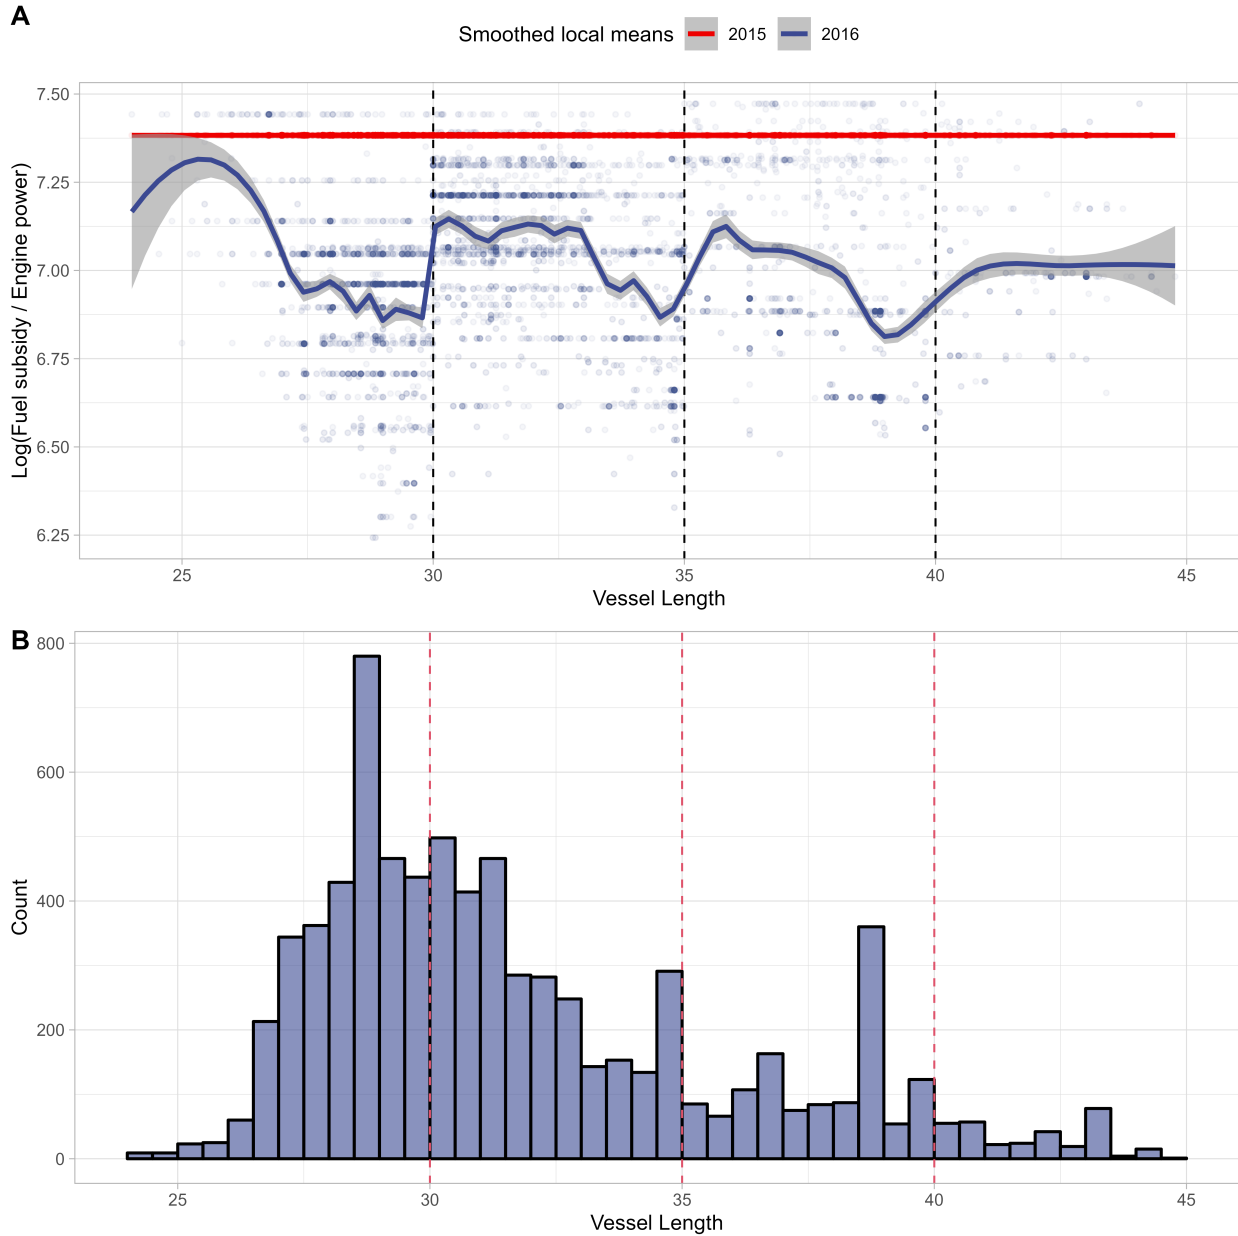 A
Smoothed local means 2015 2016
7.50
7.25
7.00
6.75
6.50
6.25
Log(Fuel subsidy / Engine power)
25 30 35 40 45
Vessel Length
B
800
600
400
200
0
Count
25 30 35 40 45
Vessel Length